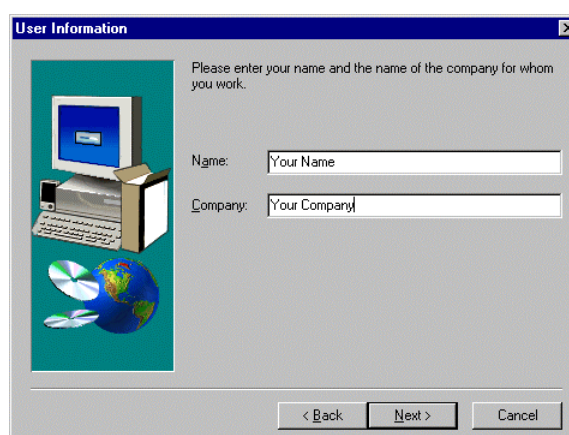 User Information
Please enter your name and the name of the company for whom
you work.
Name: Your Name
Company: Your Company
< Back Next > Cancel